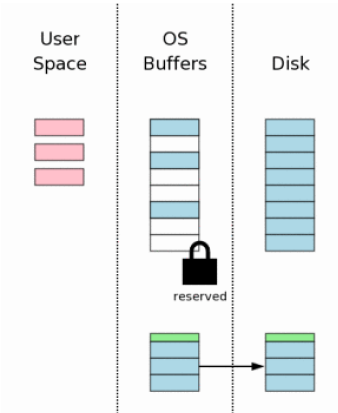 User
Space
OS
Buffers
Disk
reserved